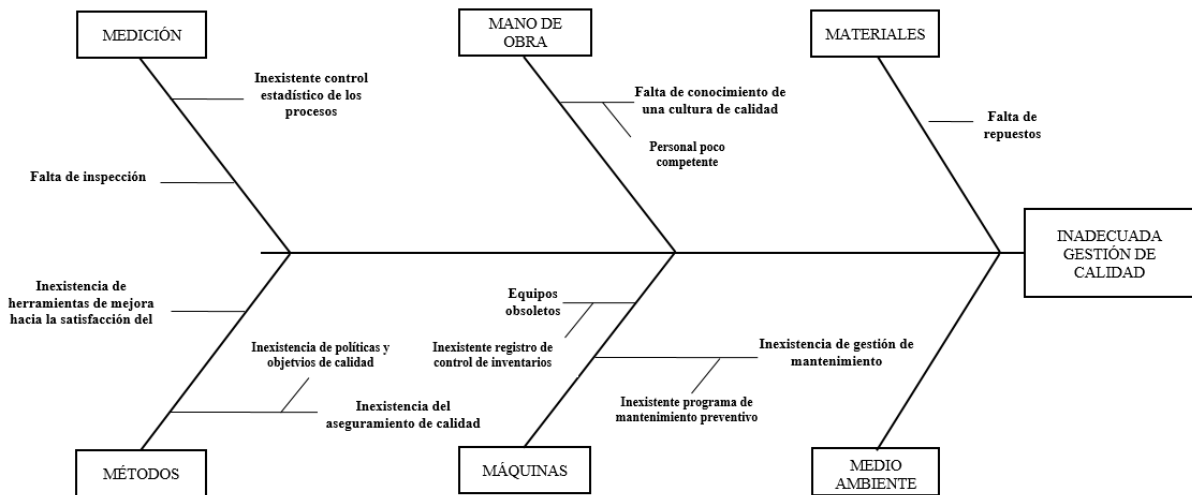 MEDICIÓN
MANO DE
OBRA
MATERIALES
Inexistente control
estadístico de los
procesos
Falta de inspección
Falta de conocimiento de
una cultura de calidad
Personal poco
competente
Falta de
repuestos
INADECUADA
GESTIÓN DE
CALIDAD
Inexistencia de
herramientas de mejora
hacia la satisfacción del
Inexistencia de políticas y
objetvios de calidad
Inexistencia del
aseguramiento de calidad
Equipos
obsoletos
Inexistente registro de
control de inventarios
Inexistencia de gestión de
mantenimiento
Inexistente programa de
mantenimiento preventivo
MÉTODOS
MÁQUINAS
MEDIO
AMBIENTE